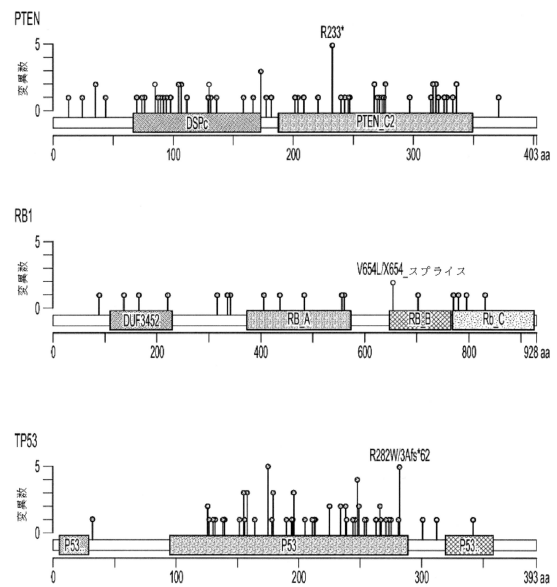 PTEN
R233*
変異数
5
0
DSPc
PTEN_C2
0 100 200 300 403 aa
RB1
V654L/X654_スプライス
変異数
5
0
DUF3452
RB_A
RB_B
Rb_C
0 200 400 600 800 928 aa
TP53
R282W/3Afs*62
変異数
5
0
P53
P53
P53
0 100 200 300 393 aa